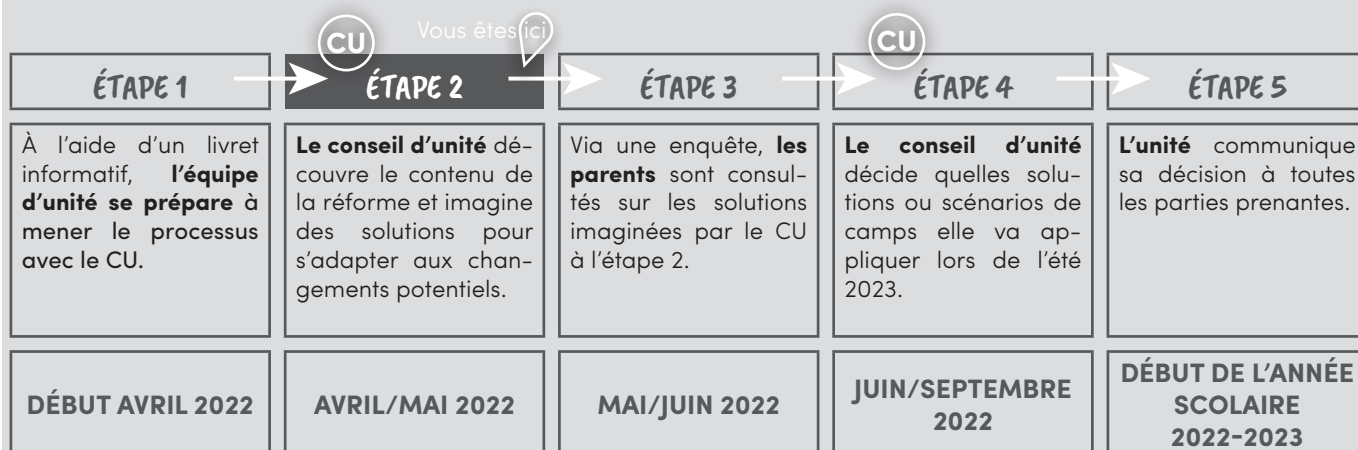 CU
Vous êtes ici
CU
ÉTAPE 1
ÉTAPE 2
ÉTAPE 3
ÉTAPE 4
ÉTAPE 5
À l'aide d'un livret
informatif, l'équipe
d'unité se prépare à
mener le processus
avec le CU.
Le conseil d'unité dé-
couvre le contenu de
la réforme et imagine
des solutions pour
s'adapter aux chan-
gements potentiels.
Via une enquête, les
parents sont consul-
tés sur les solutions
imaginées par le CU
à l'étape 2.
Le conseil d'unité
décide quelles solu-
tions ou scénarios de
camps elle va ap-
pliquer lors de l'été
2023.
L'unité communique
sa décision à toutes
les parties prenantes.
DÉBUT AVRIL 2022
AVRIL/MAI 2022
MAI/JUIN 2022
JUIN/SEPTEMBRE
2022
DÉBUT DE L'ANNÉE
SCOLAIRE
2022-2023